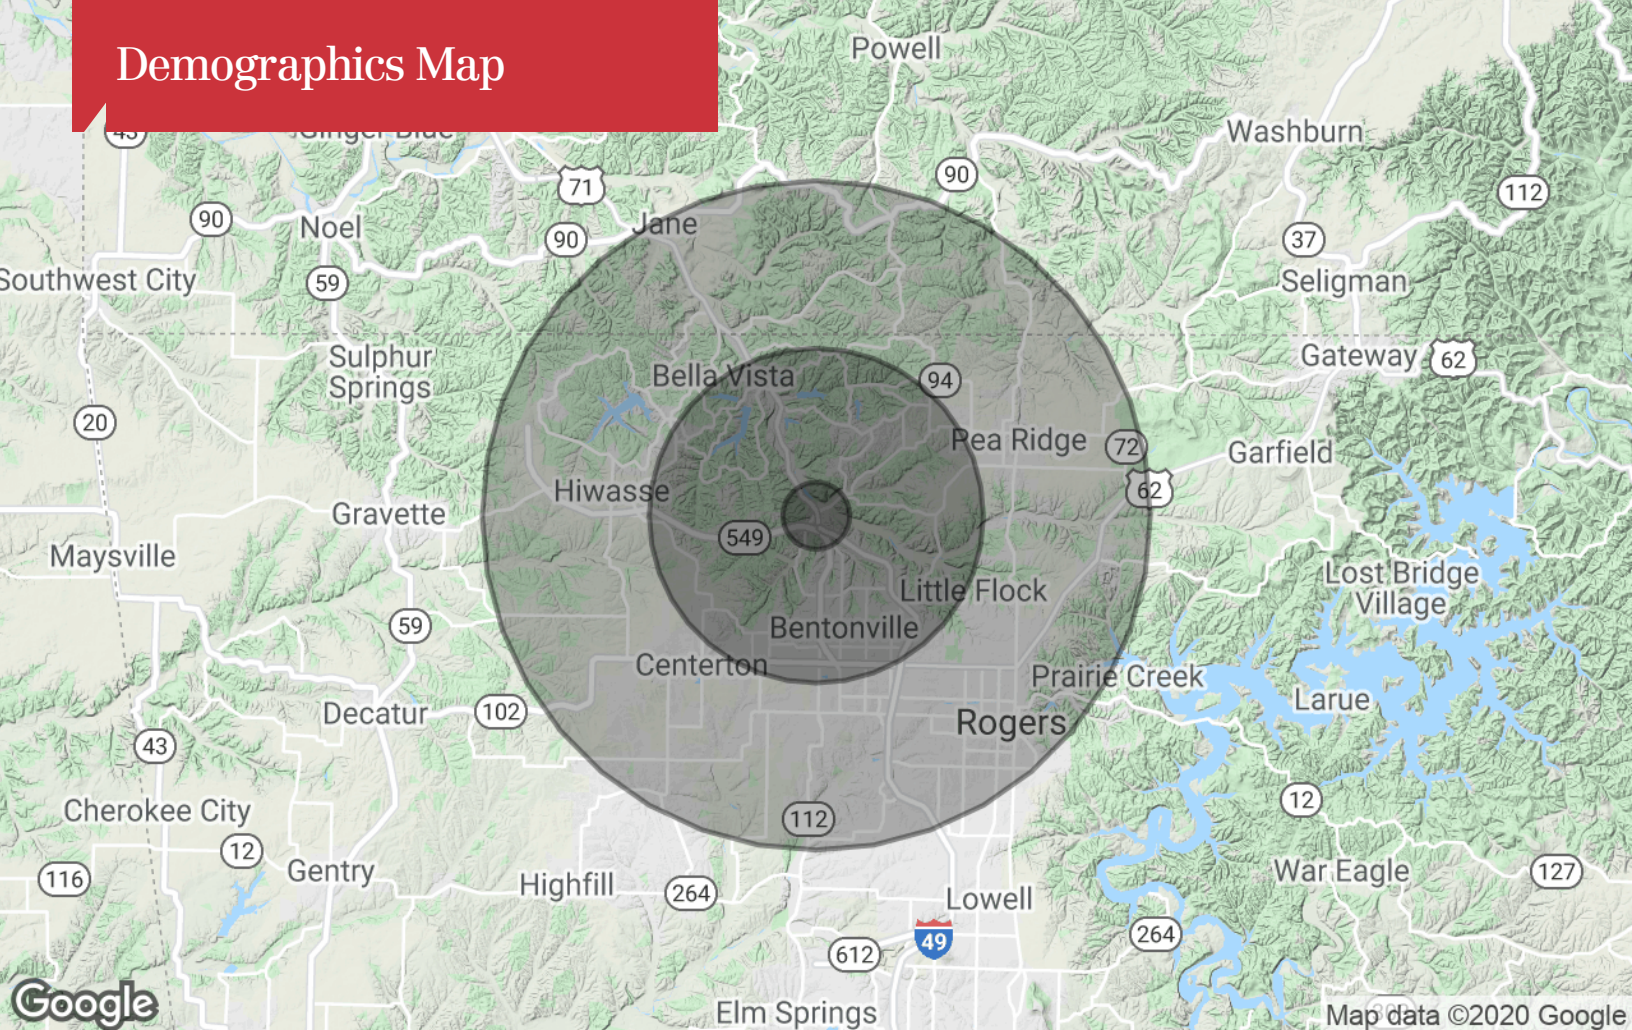 Demographics Map
Powell
Washburn
43
Ginger Blue
71
90
112
90
Noel
Jane
90
37
Southwest City
59
Seligman
Sulphur
Springs
Bella Vista
94
Gateway
62
20
Pea Ridge
72
Garfield
Hiwasse
62
Gravette
549
Maysville
Little Flock
Lost Bridge
Village
59
Bentonville
Centerton
Prairie Creek
Larue
Decatur
102
Rogers
43
12
Cherokee City
112
12
Gentry
War Eagle
127
116
Highfill
264
Lowell
49
264
612
Elm Springs
Google
Map data ©2020 Google